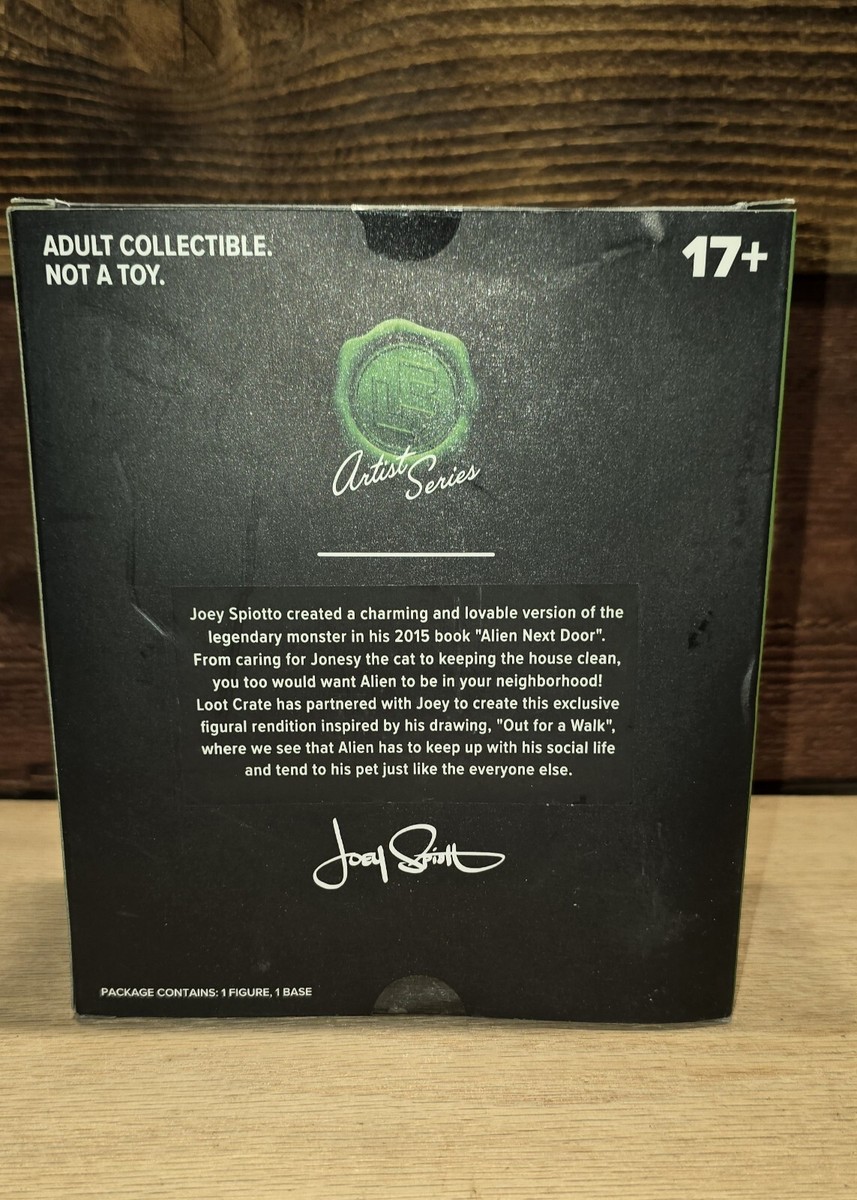 ADULT COLLECTIBLE.
NOT A TOY.
17+
Artist
Series
Joey Spiotto created a charming and lovable version of the
legendary monster in his 2015 book "Alien Next Door".
From caring for Jonesy the cat to keeping the house clean,
you too would want Alien to be in your neighborhood!
Loot Crate has partnered with Joey to create this exclusive
figural rendition inspired by his drawing, "Out for a Walk",
where we see that Alien has to keep up with his social life
and tend to his pet just like the everyone else.
Joey Spiotto
PACKAGE CONTAINS: 1 FIGURE, 1 BASE